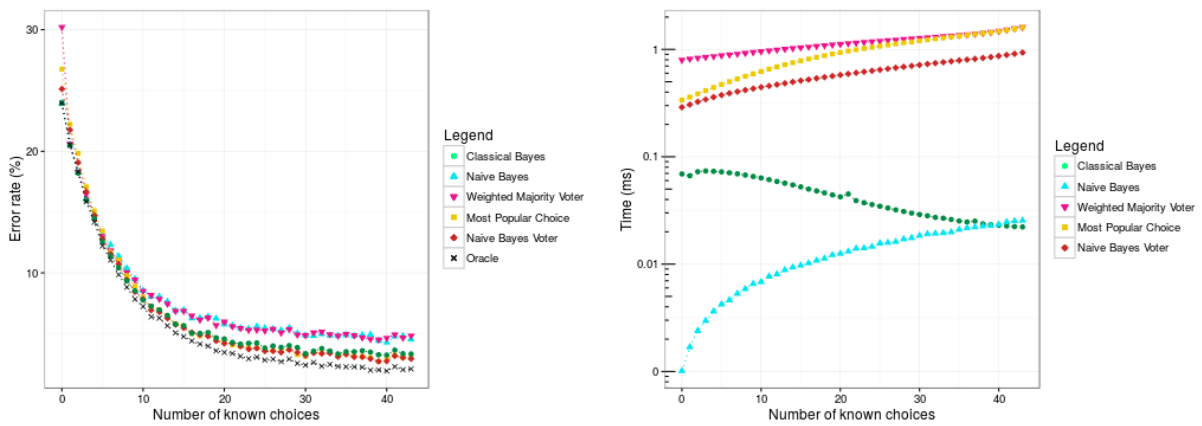 30
20
10
Error rate (%)
0
10
20
30
40
Number of known choices
Legend
Classical Bayes
Naive Bayes
Weighted Majority Voter
Most Popular Choice
Naive Bayes Voter
Oracle
1
0.1
0.01
0
Time (ms)
0
10
20
30
40
Number of known choices
Legend
Classical Bayes
Naive Bayes
Weighted Majority Voter
Most Popular Choice
Naive Bayes Voter